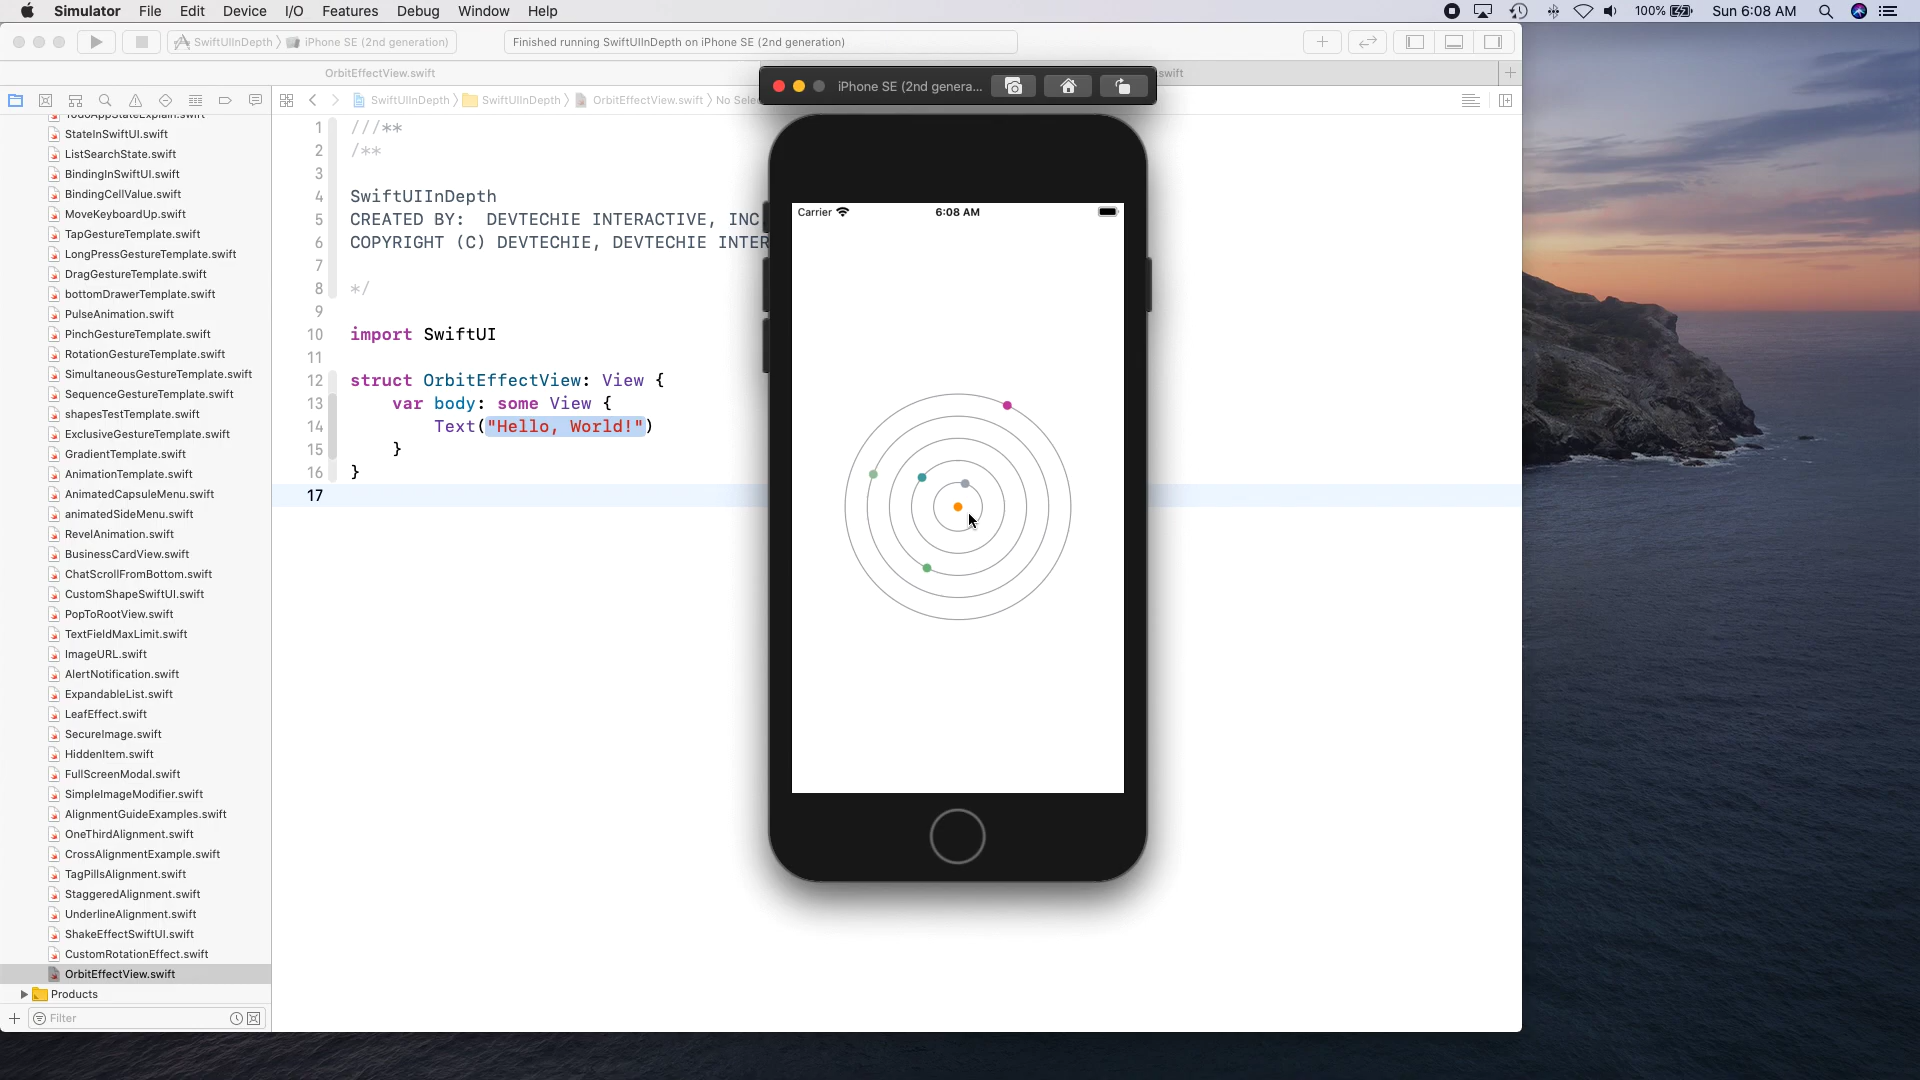 Simulator File Edit Device I/O Features Debug Window Help 100% Sun 6:08 AM
SwiftUIInDepth iPhone SE (2nd generation) Finished running SwiftUIInDepth on iPhone SE (2nd generation)
OrbitEffectView.swift swift
iPhone SE (2nd genera...
SwiftUIInDepth SwiftUIInDepth OrbitEffectView.swift No Sele
TodoAppStateExplain.swift
StateInSwiftUI.swift
ListSearchState.swift
BindingInSwiftUI.swift
BindingCellValue.swift
MoveKeyboardUp.swift
TapGestureTemplate.swift
LongPressGestureTemplate.swift
DragGestureTemplate.swift
bottomDrawerTemplate.swift
PulseAnimation.swift
PinchGestureTemplate.swift
RotationGestureTemplate.swift
SimultaneousGestureTemplate.swift
SequenceGestureTemplate.swift
shapesTestTemplate.swift
ExclusiveGestureTemplate.swift
GradientTemplate.swift
AnimationTemplate.swift
AnimatedCapsuleMenu.swift
animatedSideMenu.swift
RevelAnimation.swift
BusinessCardView.swift
ChatScrollFromBottom.swift
CustomShapeSwiftUI.swift
PopToRootView.swift
TextFieldMaxLimit.swift
ImageURL.swift
AlertNotification.swift
ExpandableList.swift
LeafEffect.swift
SecureImage.swift
HiddenItem.swift
FullScreenModal.swift
SimpleImageModifier.swift
AlignmentGuideExamples.swift
OneThirdAlignment.swift
CrossAlignmentExample.swift
TagPillsAlignment.swift
StaggeredAlignment.swift
UnderlineAlignment.swift
ShakeEffectSwiftUI.swift
CustomRotationEffect.swift
OrbitEffectView.swift
Products
Filter
1 ///**
2 /**
3
4 SwiftUIInDepth
5 CREATED BY: DEVTECHIE INTERACTIVE, INC
6 COPYRIGHT (C) DEVTECHIE, DEVTECHIE INTER
7
8 */
9
10 import SwiftUI
11
12 struct OrbitEffectView: View {
13 var body: some View {
14 Text("Hello, World!")
15 }
16 }
17
Carrier 6:08 AM